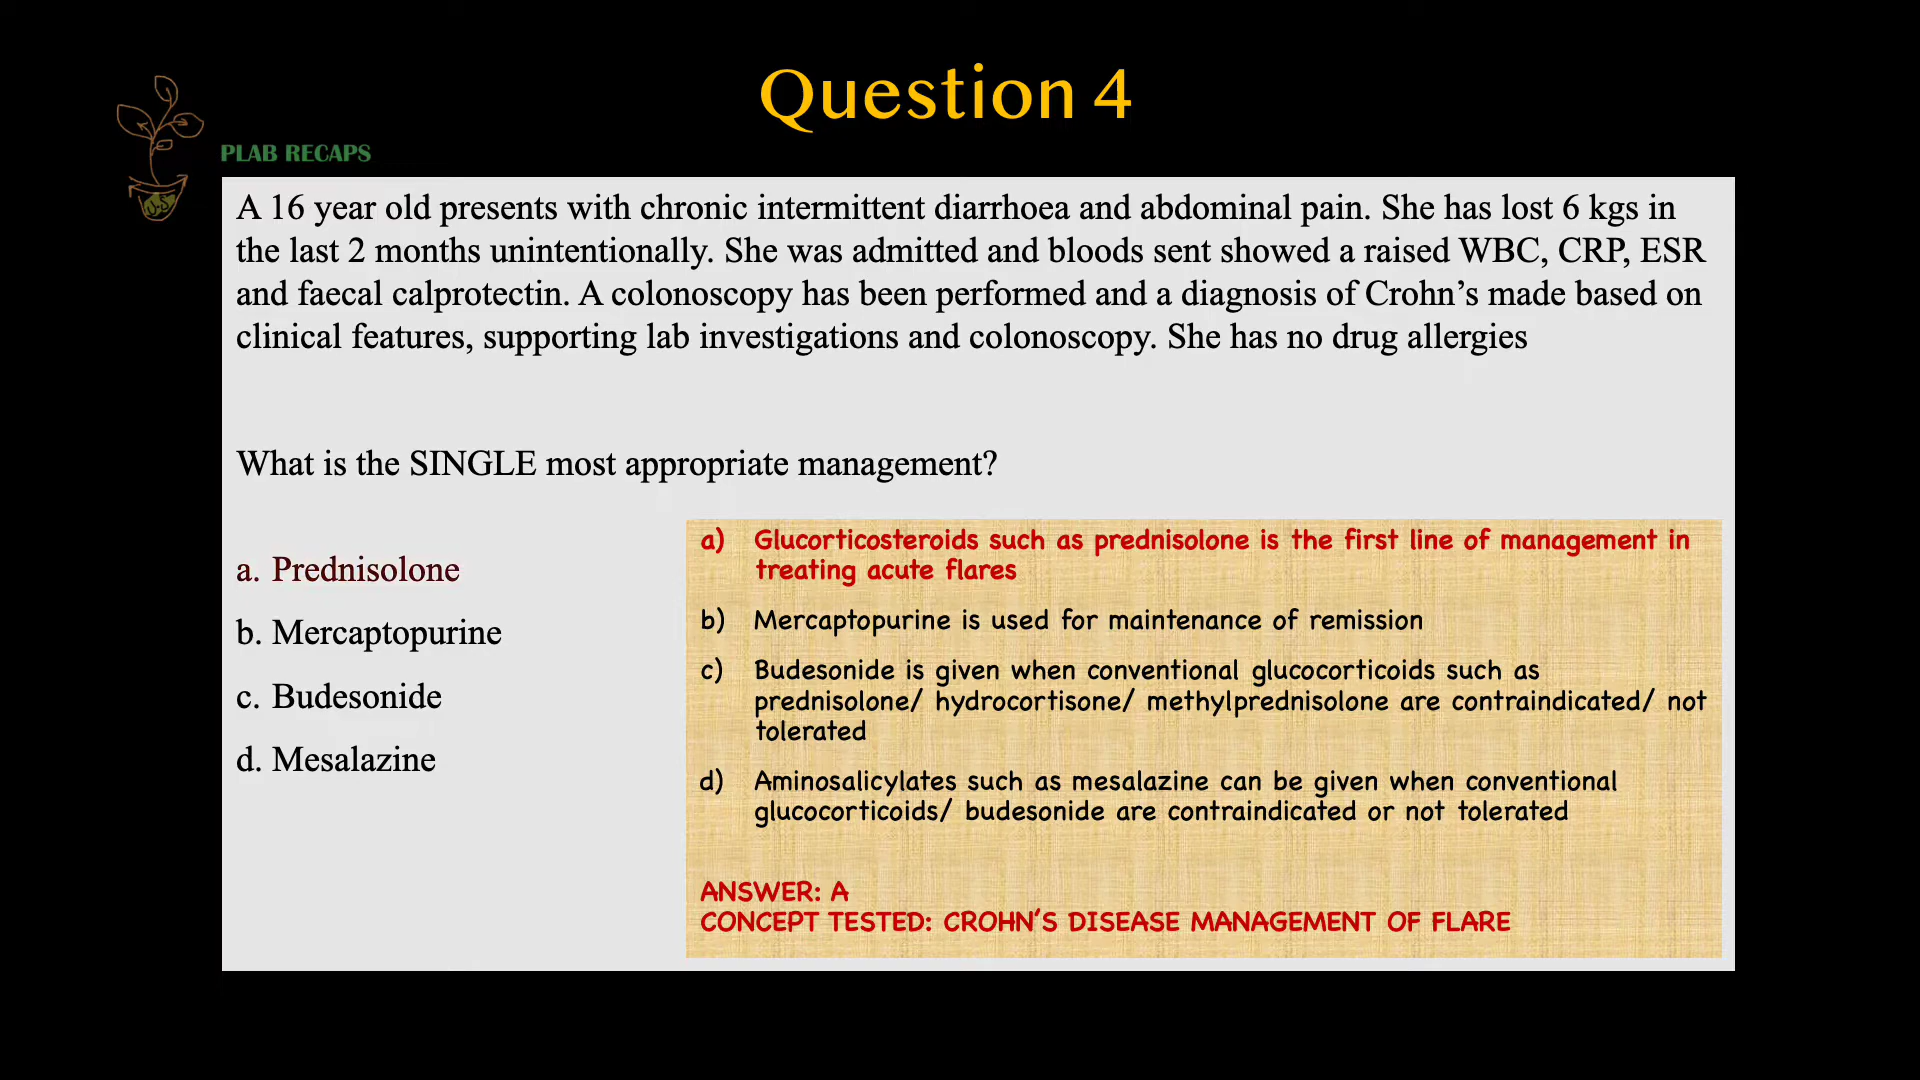 Question 4
PLAB RECAPS
A 16 year old presents with chronic intermittent diarrhoea and abdominal pain. She has lost 6 kgs in
the last 2 months unintentionally. She was admitted and bloods sent showed a raised WBC, CRP, ESR
and faecal calprotectin. A colonoscopy has been performed and a diagnosis of Crohn’s made based on
clinical features, supporting lab investigations and colonoscopy. She has no drug allergies
What is the SINGLE most appropriate management?
a. Prednisolone
b. Mercaptopurine
c. Budesonide
d. Mesalazine
a) Glucorticosteroids such as prednisolone is the first line of management in
treating acute flares
b) Mercaptopurine is used for maintenance of remission
c) Budesonide is given when conventional glucocorticoids such as
prednisolone/ hydrocortisone/ methylprednisolone are contraindicated/ not
tolerated
d) Aminosalicylates such as mesalazine can be given when conventional
glucocorticoids/ budesonide are contraindicated or not tolerated
ANSWER: A
CONCEPT TESTED: CROHN’S DISEASE MANAGEMENT OF FLARE